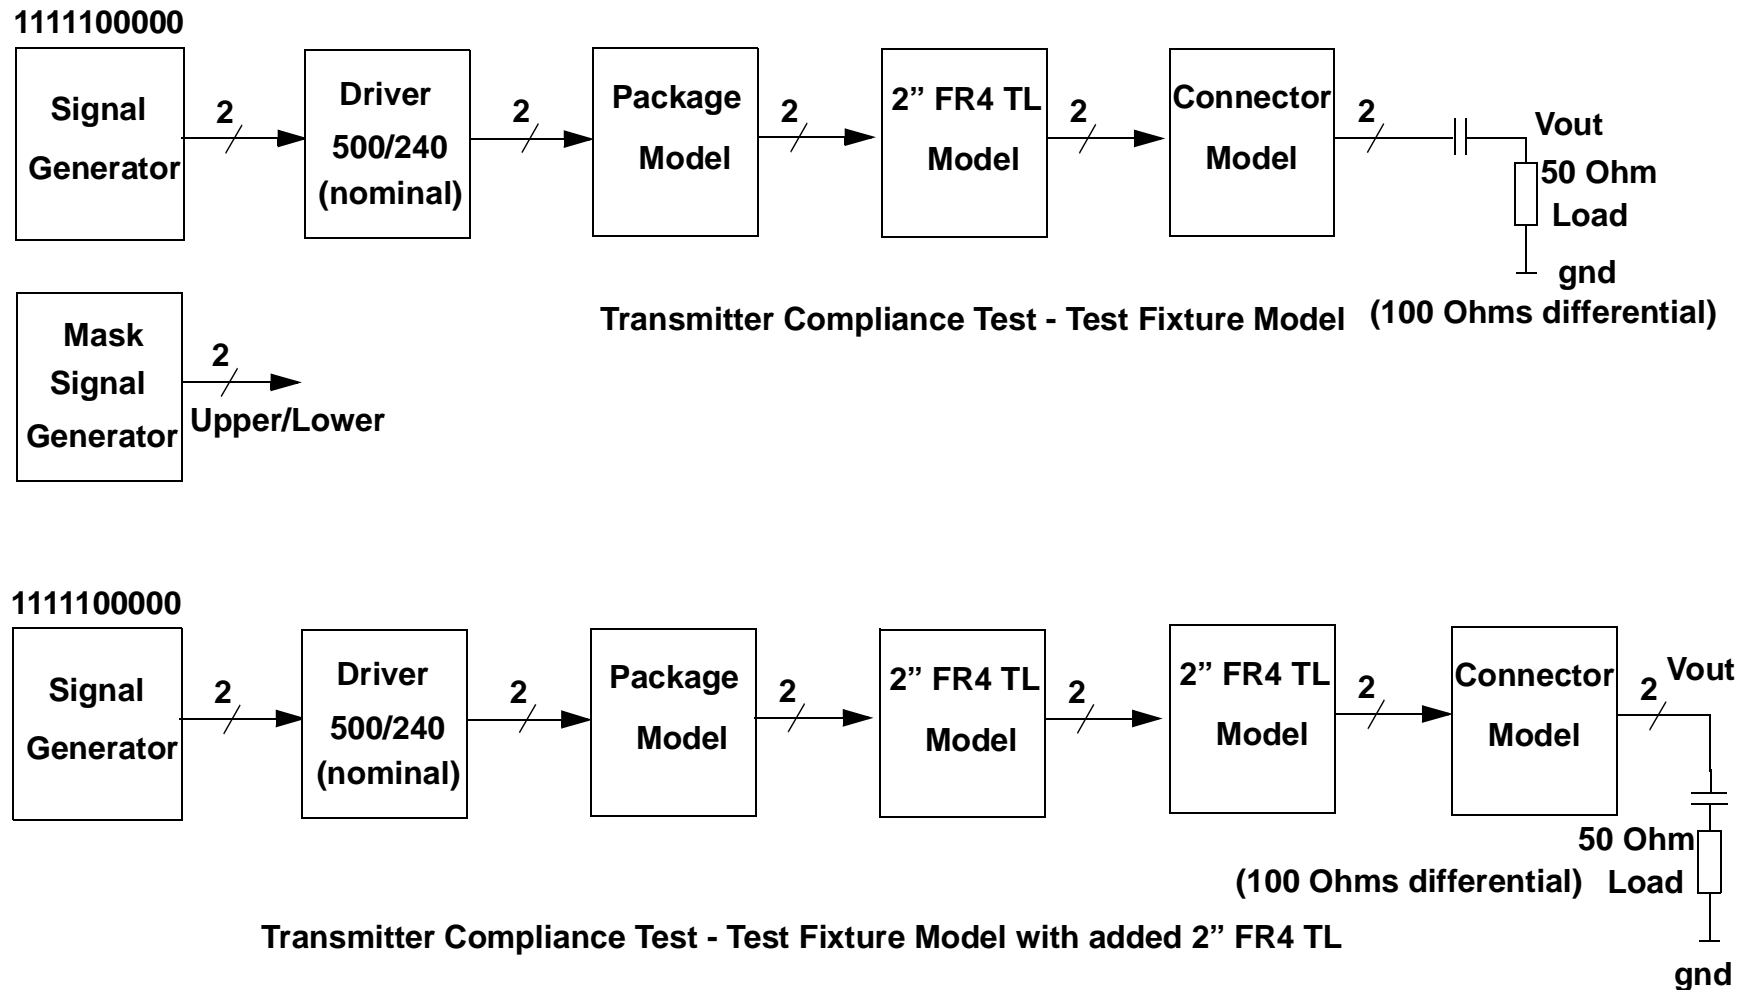 1111100000
Signal
Generator
2
Driver
500/240
(nominal)
2
Package
Model
2
2” FR4 TL
Model
2
Connector
Model
2
Vout
50 Ohm
Load
gnd
(100 Ohms differential)
Transmitter Compliance Test - Test Fixture Model
Mask
Signal
Generator
2
Upper/Lower
1111100000
Signal
Generator
2
Driver
500/240
(nominal)
2
Package
Model
2
2” FR4 TL
Model
2
2” FR4 TL
Model
2
Connector
Model
2
Vout
50 Ohm
Load
(100 Ohms differential)
gnd
Transmitter Compliance Test - Test Fixture Model with added 2” FR4 TL